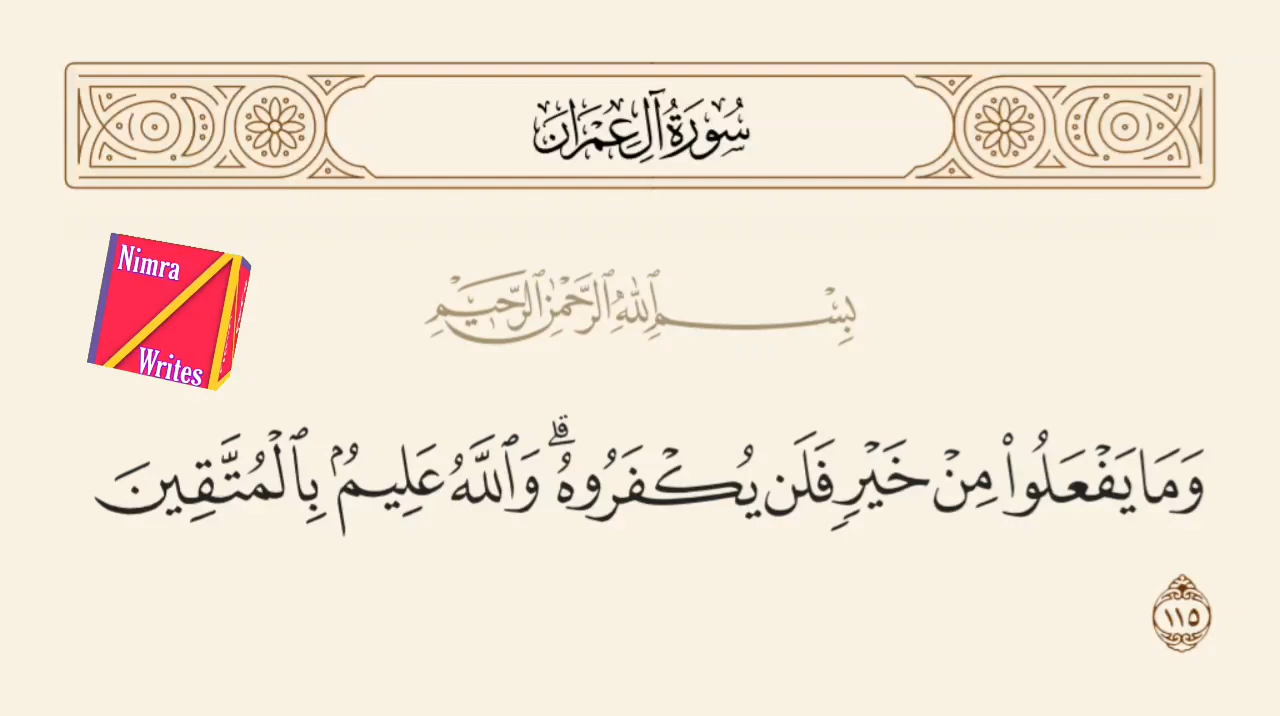 سُورَةُ آلِ عِمْرَانَ
Nimra
Writes
بِسْمِ ٱللَّهِ ٱلرَّحْمَٰنِ ٱلرَّحِيمِ
وَمَا يَفْعَلُوا۟ مِنْ خَيْرٍ فَلَن يُكْفَرُوهُ ۗ وَٱللَّهُ عَلِيمٌۢ بِٱلْمُتَّقِينَ
١١٥